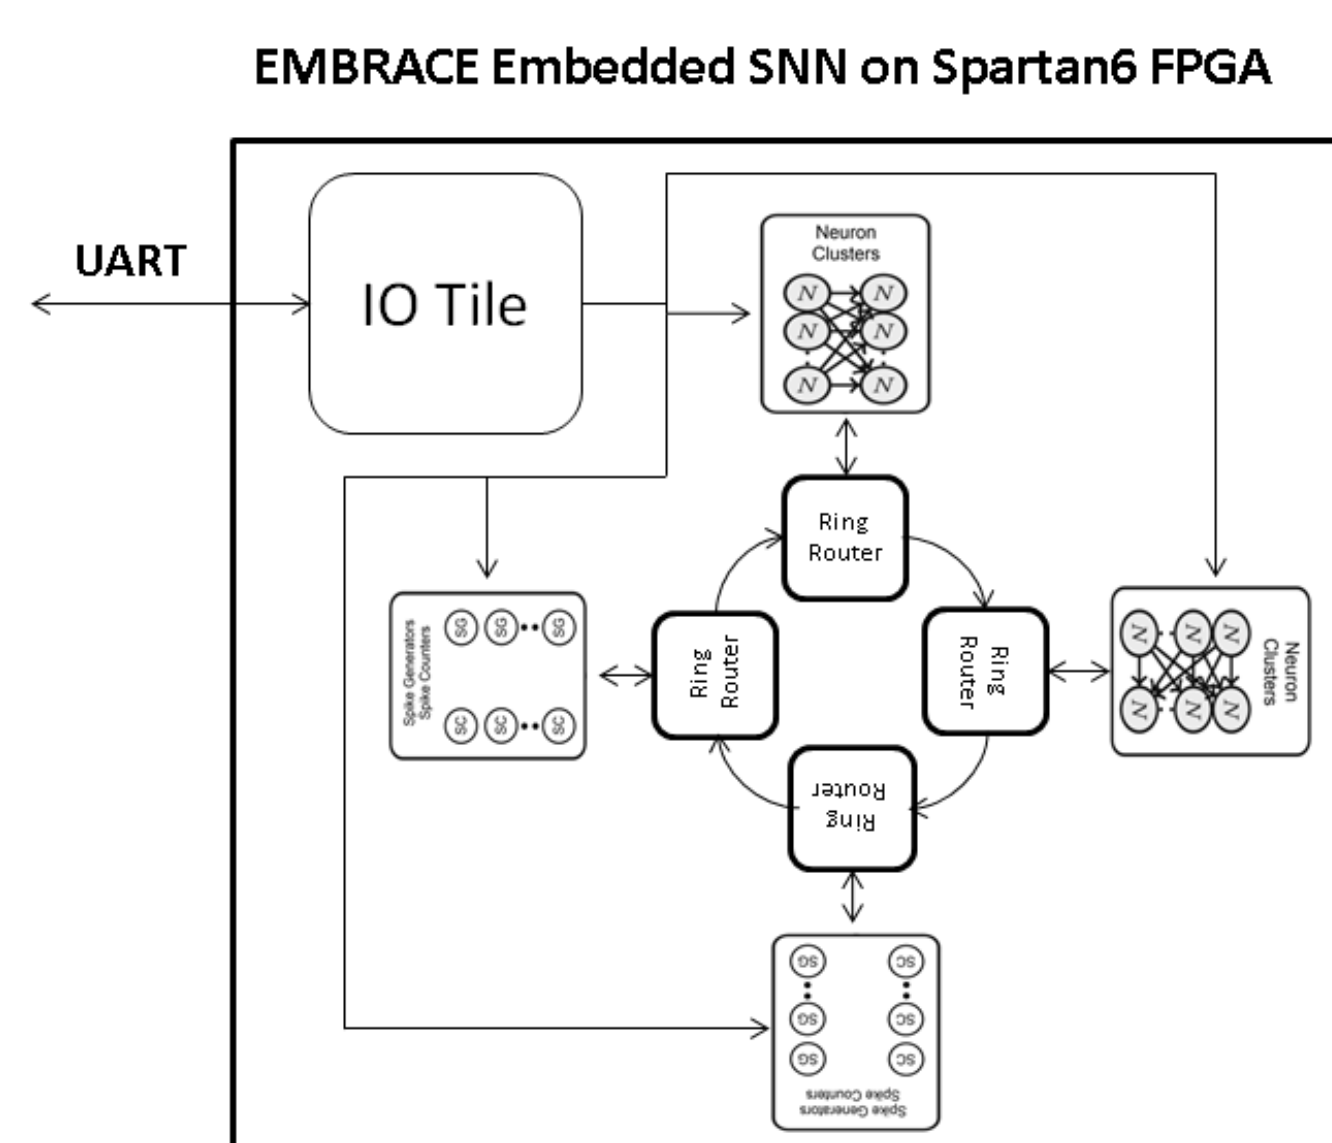 EMBRACE Embedded SNN on Spartan6 FPGA
UART
IO Tile
Neuron
Clusters
N N
N N
N N
Ring
Router
Spike Generators
Spike Counters
SG SG SG
SC SC SC
Ring
Router
Ring
Router
Neuron
Clusters
N N N
N N N
Ring
Router
Spike Generators
Spike Counters
SG SC
SG SC
SG SC